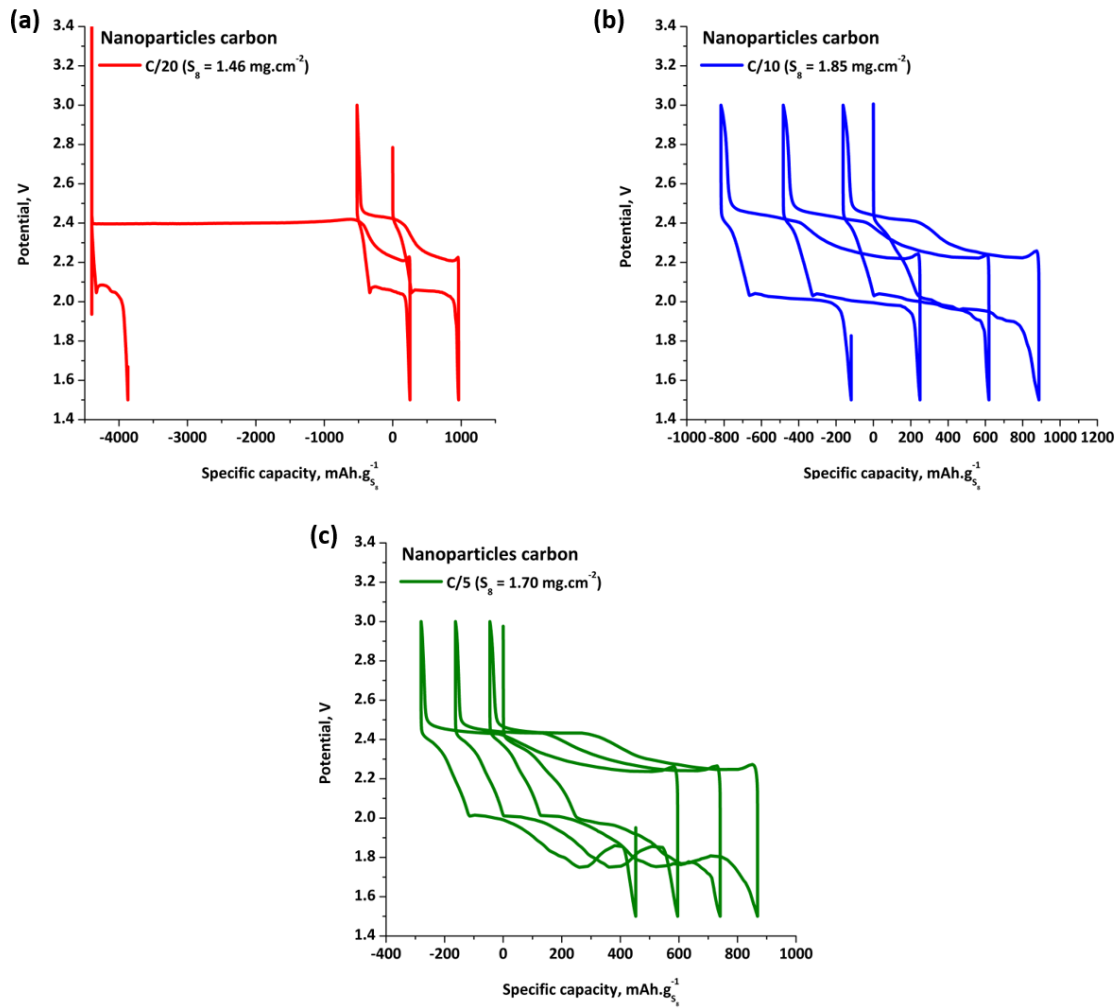 (a)
Nanoparticles carbon
C/20 (S₈ = 1.46 mg.cm⁻²)
3.4
3.2
3.0
2.8
2.6
2.4
2.2
2.0
1.8
1.6
1.4
Potential, V
-4000 -3000 -2000 -1000 0 1000
Specific capacity, mAh.g⁻¹S₈
(b)
Nanoparticles carbon
C/10 (S₈ = 1.85 mg.cm⁻²)
3.4
3.2
3.0
2.8
2.6
2.4
2.2
2.0
1.8
1.6
1.4
Potential, V
-1000 -800 -600 -400 -200 0 200 400 600 800 1000 1200
Specific capacity, mAh.g⁻¹S₈
(c)
Nanoparticles carbon
C/5 (S₈ = 1.70 mg.cm⁻²)
3.4
3.2
3.0
2.8
2.6
2.4
2.2
2.0
1.8
1.6
1.4
Potential, V
-400 -200 0 200 400 600 800 1000
Specific capacity, mAh.g⁻¹S₈